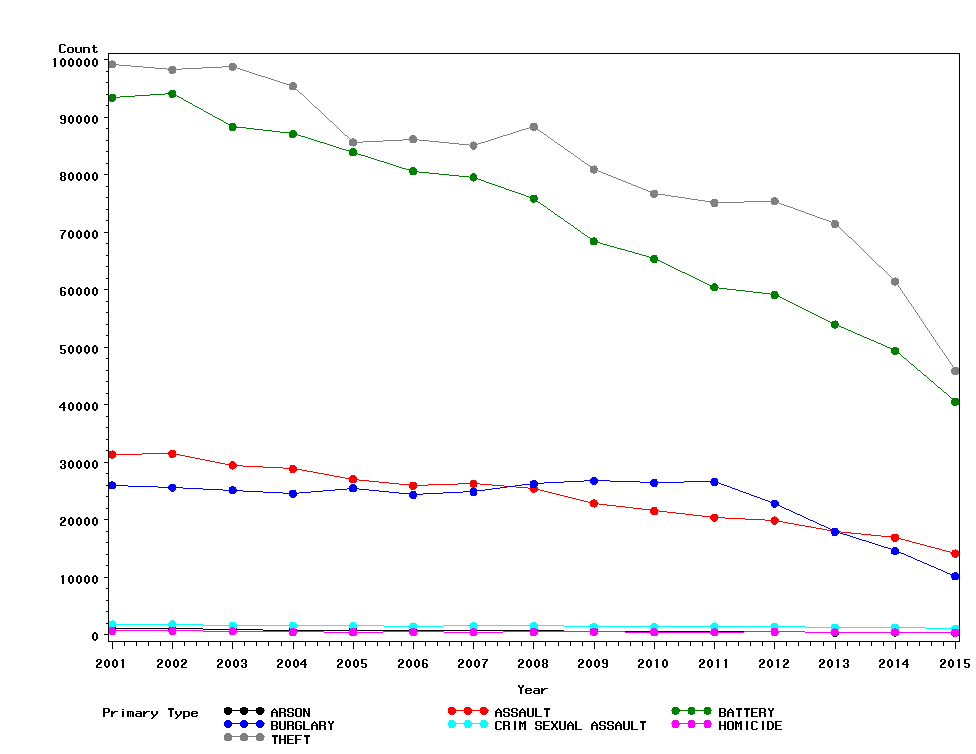 Count
100000
90000
80000
70000
60000
50000
40000
30000
20000
10000
0
2001 2002 2003 2004 2005 2006 2007 2008 2009 2010 2011 2012 2013 2014 2015
Year
Primary Type ARSON ASSAULT BATTERY
BURGLARY CRIM SEXUAL ASSAULT HOMICIDE
THEFT